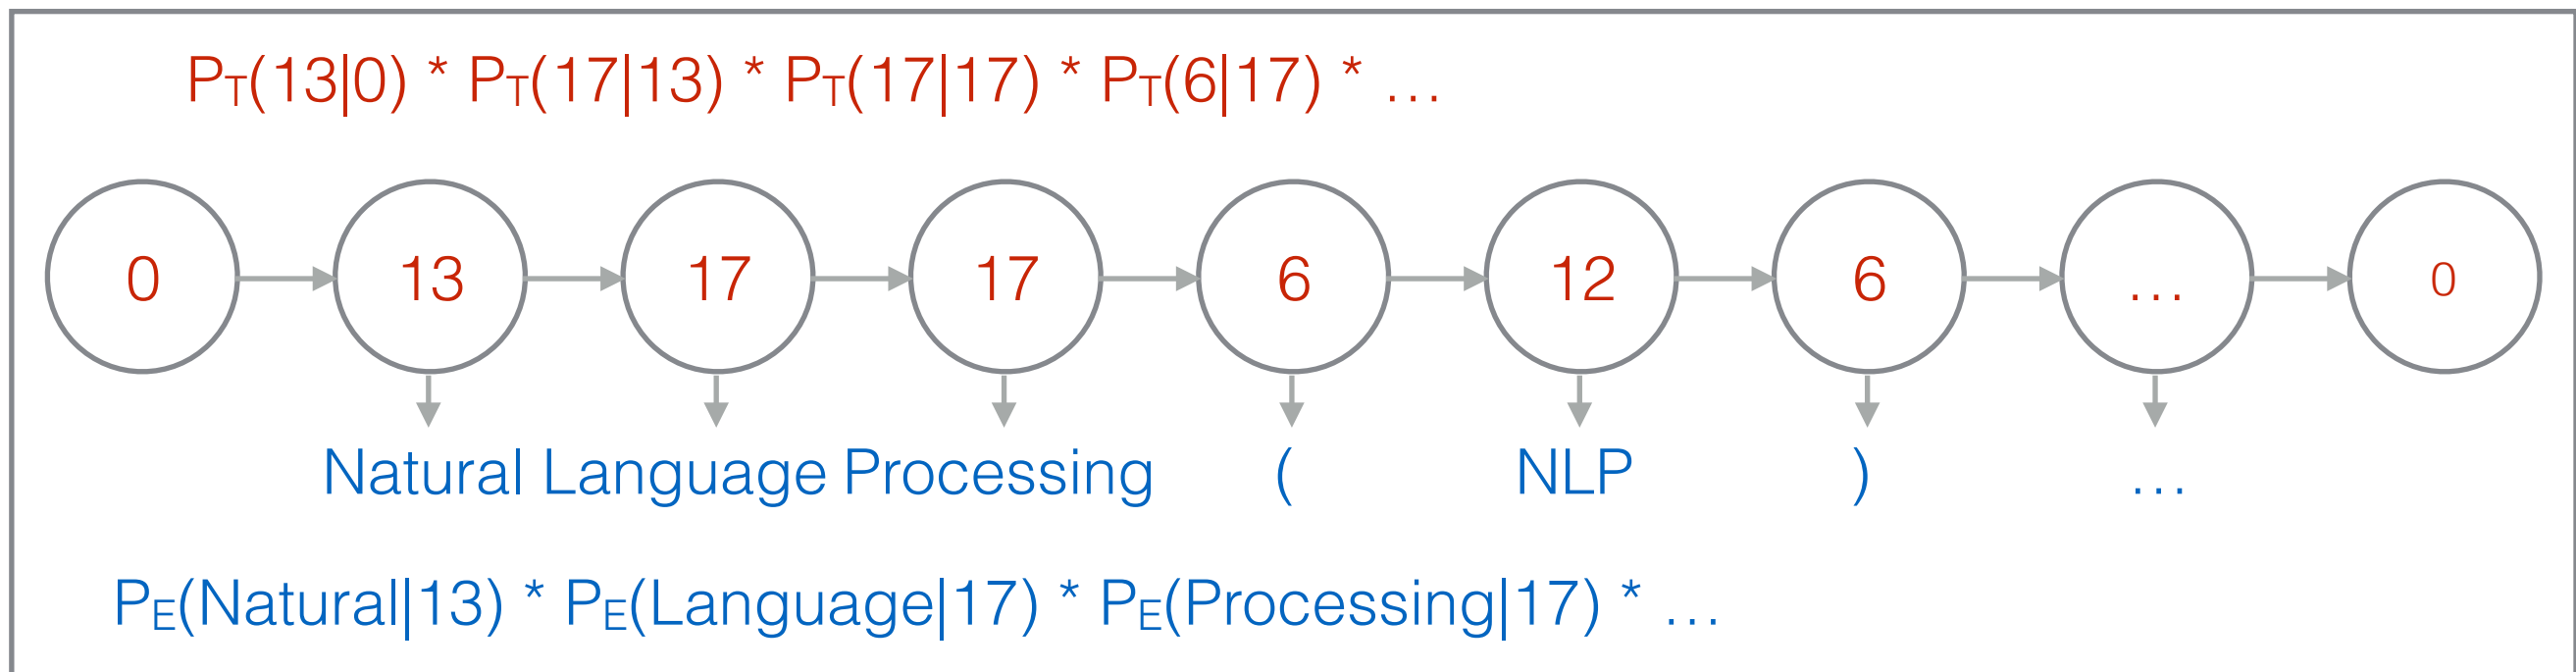 PT(13|0) * PT(17|13) * PT(17|17) * PT(6|17) * …
0 13 17 17 6 12 6 … 0
Natural Language Processing ( NLP ) …
PE(Natural|13) * PE(Language|17) * PE(Processing|17) * …